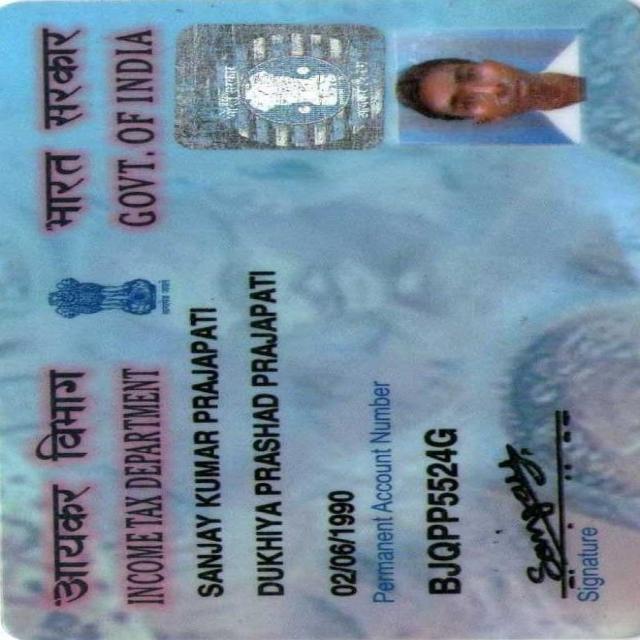 आयकर विभाग
INCOME TAX DEPARTMENT
भारत सरकार
GOVT. OF INDIA
SANJAY KUMAR PRAJAPATI
DUKHIYA PRASHAD PRAJAPATI
02/06/1990
Permanent Account Number
BJQPP5524G
Sanjay
Signature